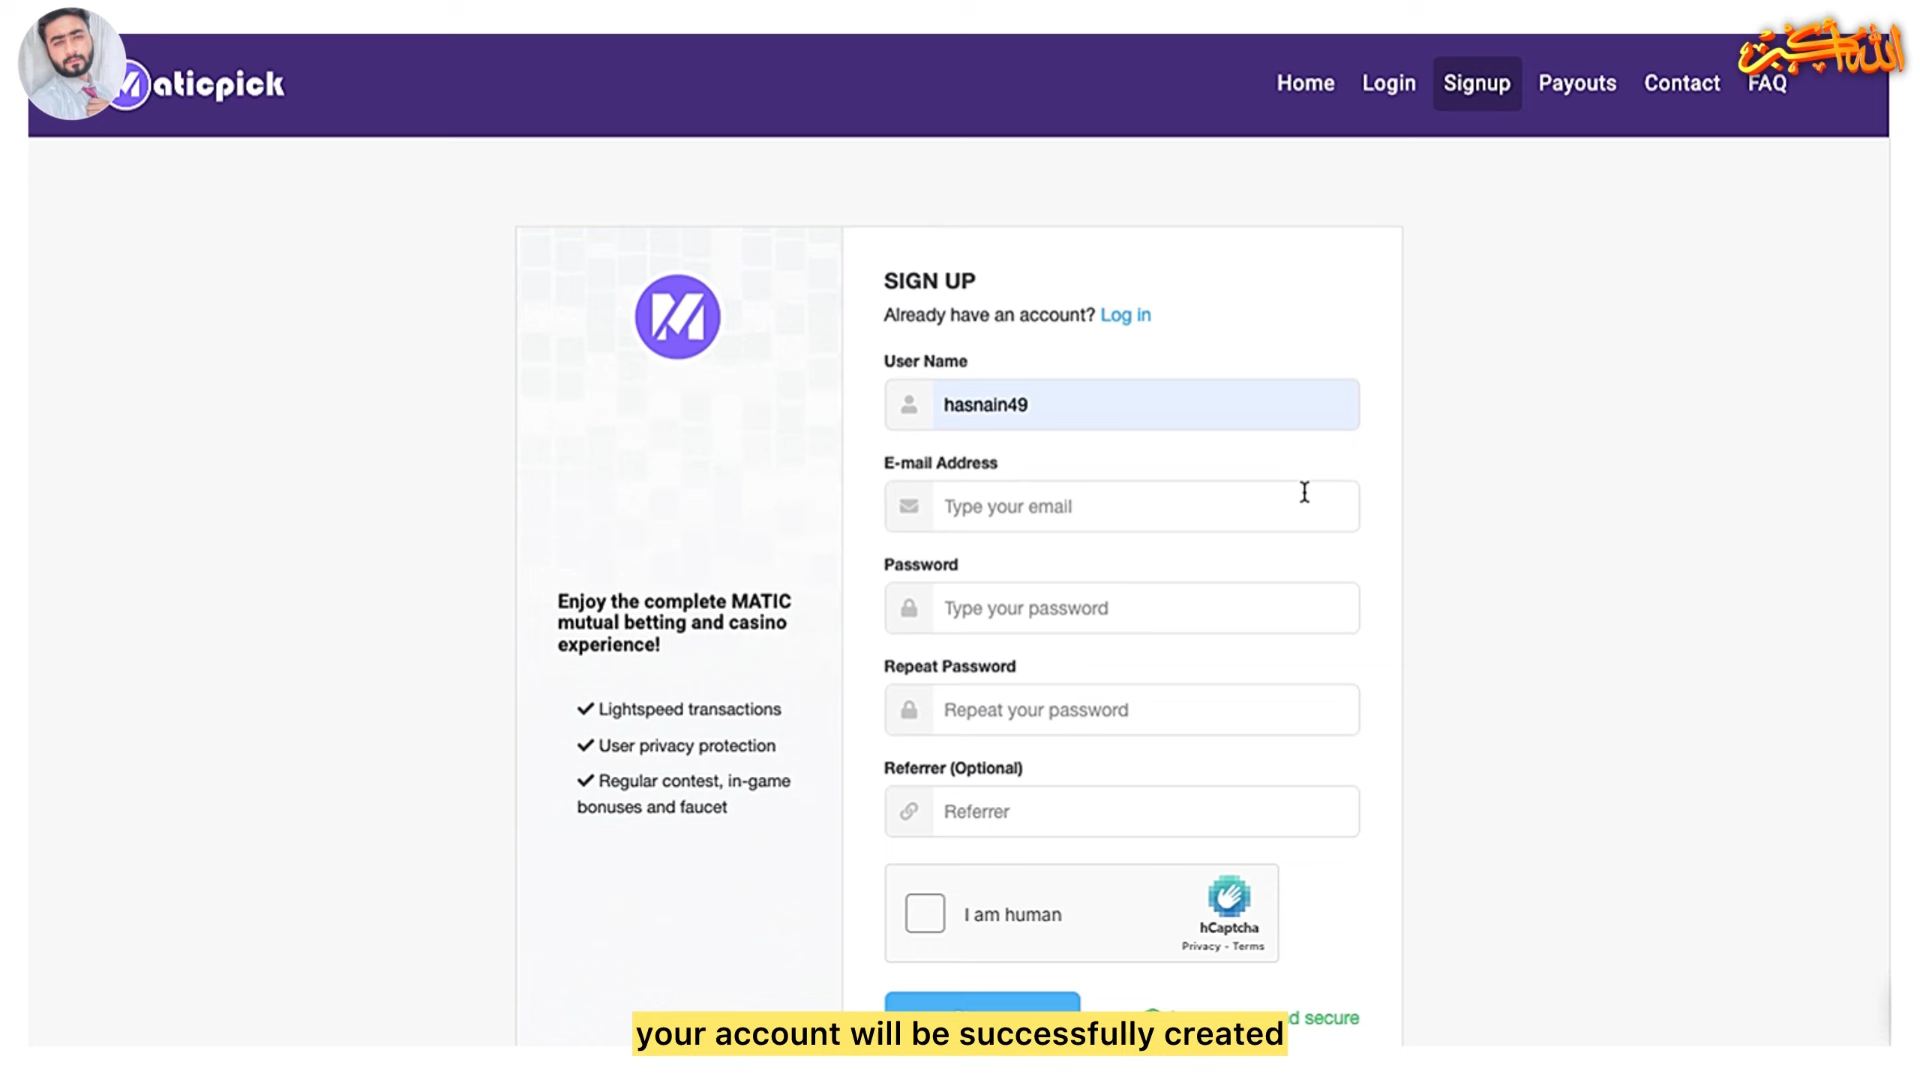 Maticpick
Home Login Signup Payouts Contact FAQ
الله أكبر
SIGN UP
Already have an account? Log in
User Name
hasnain49
E-mail Address
Type your email
Password
Type your password
Repeat Password
Repeat your password
Referrer (Optional)
Referrer
Enjoy the complete MATIC
mutual betting and casino
experience!
Lightspeed transactions
User privacy protection
Regular contest, in-game
bonuses and faucet
I am human
hCaptcha
Privacy - Terms
secure
your account will be successfully created